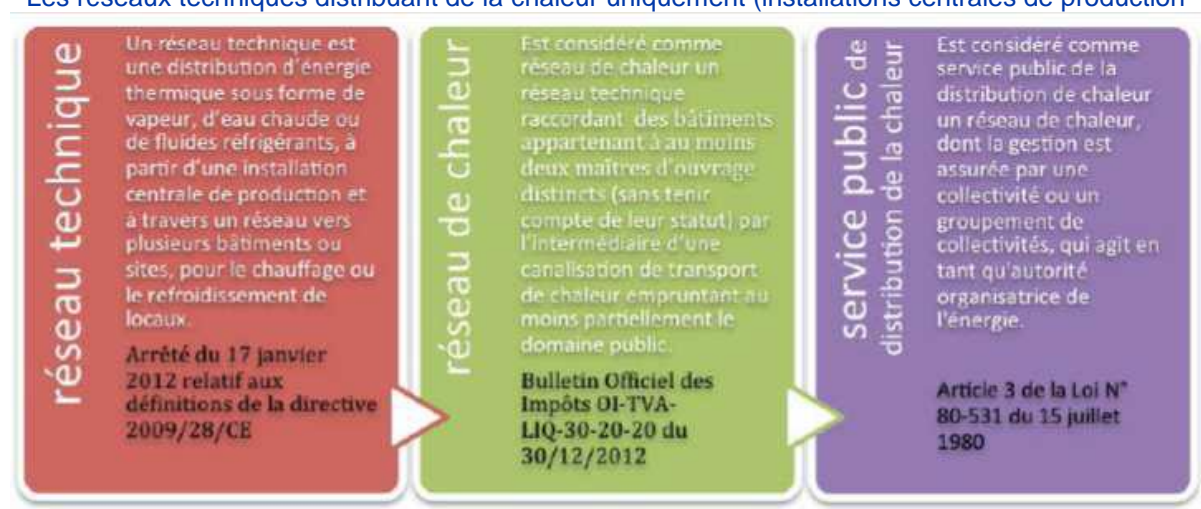 Les réseaux techniques distribuant de la chaleur uniquement (installations centrales de production
réseau technique
Un réseau technique est
une distribution d'énergie
thermique sous forme de
vapeur, d'eau chaude ou
de fluides réfrigérants, à
partir d'une installation
centrale de production et
à travers un réseau vers
plusieurs bâtiments ou
sites, pour le chauffage ou
le refroidissement de
locaux.
Arrêté du 17 janvier
2012 relatif aux
définitions de la directive
2009/28/CE
réseau de chaleur
Est considéré comme
réseau de chaleur un
réseau technique
raccordant des bâtiments
appartenant à au moins
deux maîtres d'ouvrage
distincts (sans tenir
compte de leur statut) par
l'intermédiaire d'une
canalisation de transport
de chaleur empruntant au
moins partiellement le
domaine public.
Bulletin Officiel des
Impôts OI-TVA-
LIQ-30-20-20 du
30/12/2012
service public de
distribution de la chaleur
Est considéré comme
service public de la
distribution de chaleur
un réseau de chaleur,
dont la gestion est
assurée par une
collectivité ou un
groupement de
collectivités, qui agit en
tant qu'autorité
organisatrice de
l'énergie.
Article 3 de la Loi N°
80-531 du 15 juillet
1980